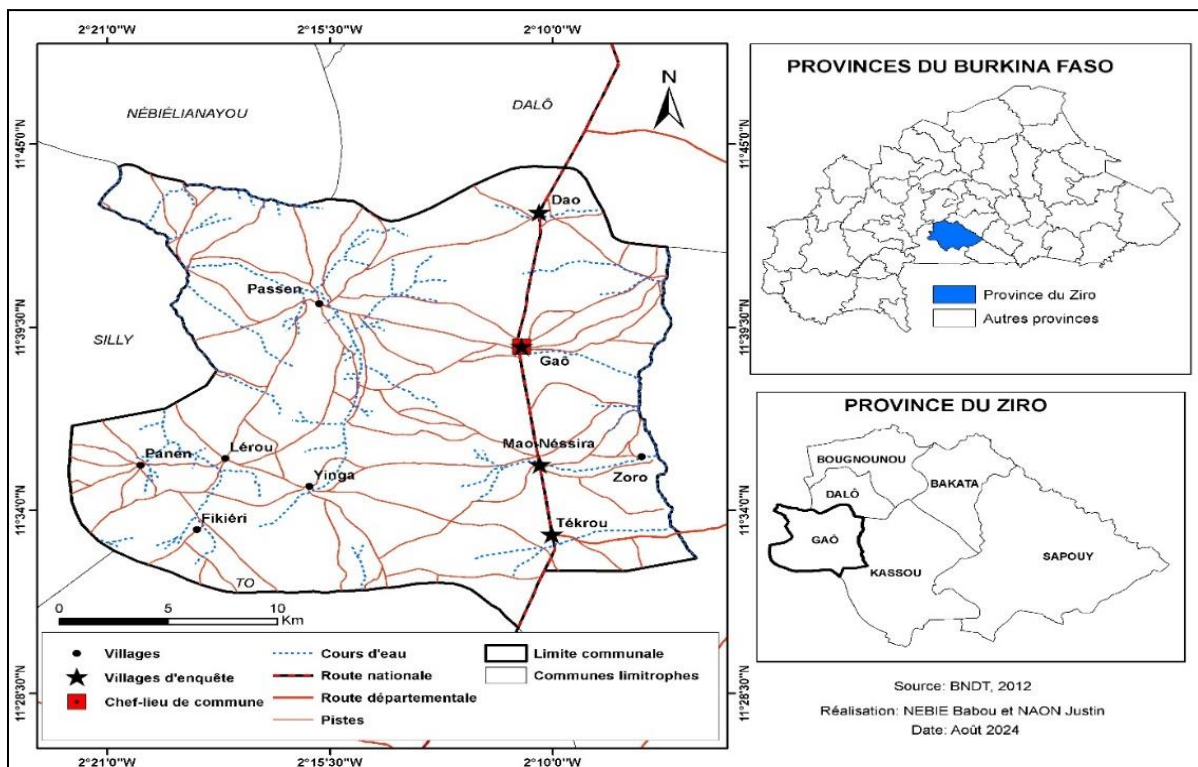 2°21'0"W
2°15'30"W
2°10'0"W
N
NÉBIÉLIANAYOU
DALÔ
11°45'0"N
11°45'0"N
Dao
Passen
11°39'30"N
11°39'30"N
SILLY
Gaô
Mao-Néssira
Panen
Lérou
Zoro
Yinga
11°34'0"N
11°34'0"N
Fikiéri
Tékrou
TO
0 5 10
Km
Villages
Villages d'enquête
Chef-lieu de commune
Cours d'eau
Route nationale
Route départementale
Pistes
Limite communale
Communes limitrophes
11°28'30"N
11°28'30"N
2°21'0"W
2°15'30"W
2°10'0"W
PROVINCES DU BURKINA FASO
Province du Ziro
Autres provinces
PROVINCE DU ZIRO
BOUGNOUNOU
BAKATA
DALÔ
GAÔ
SAPOUY
KASSOU
Source: BNDT, 2012
Réalisation: NEBIE Babou et NAON Justin
Date: Août 2024